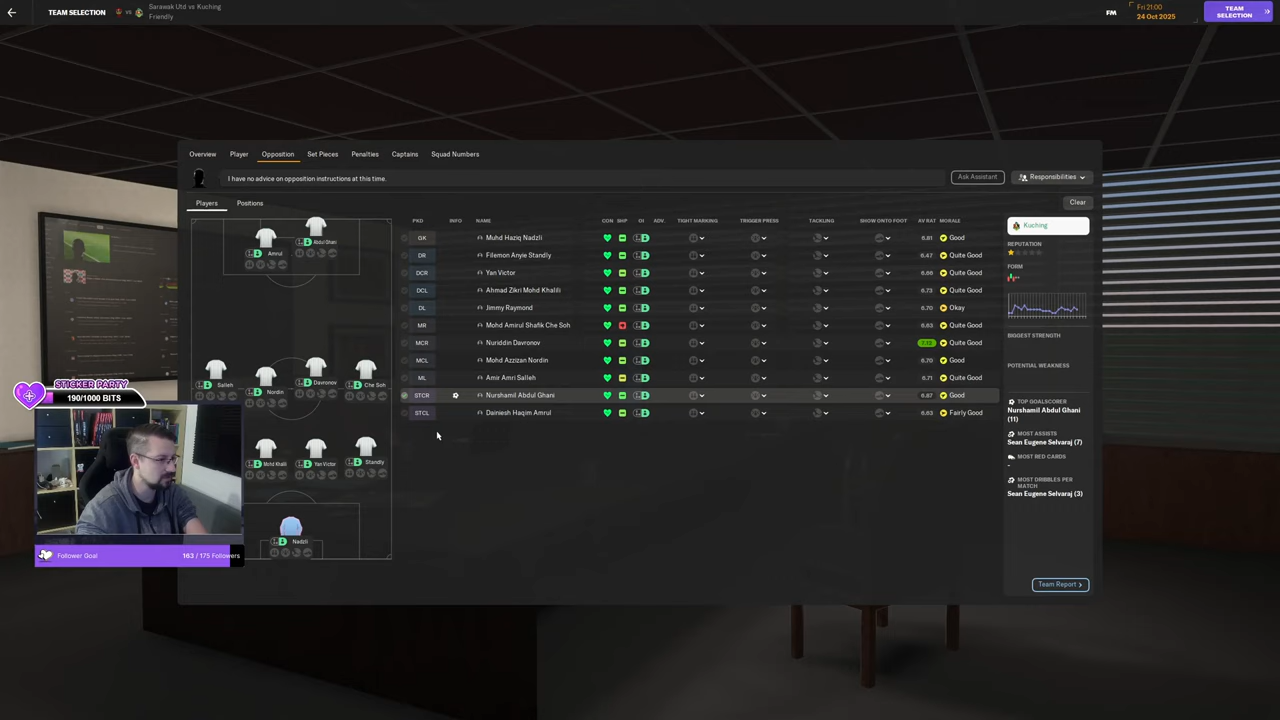 TEAM SELECTION
vs
Sarawak Utd vs Kuching
Friendly
FM
Fri 21:00
24 Oct 2025
TEAM
SELECTION
Overview
Player
Opposition
Set Pieces
Penalties
Captains
Squad Numbers
I have no advice on opposition instructions at this time.
Ask Assistant
Responsibilities
Players
Positions
Clear
PKD INFO NAME CON SHP OI ADV. TIGHT MARKING TRIGGER PRESS TACKLING SHOW ONTO FOOT AV RAT MORALE
GK Muhd Haziq Nadzli 6.81 Good
DR Filemon Anyie Standly 6.47 Quite Good
DCR Yan Victor 6.66 Quite Good
DCL Ahmad Zikri Mohd Khalili 6.73 Quite Good
DL Jimmy Raymond 6.70 Okay
MR Mohd Amirul Shafik Che Soh 6.63 Quite Good
MCR Nuriddin Davronov 7.12 Quite Good
MCL Mohd Azzizan Nordin 6.70 Good
ML Amir Amri Salleh 6.71 Quite Good
STCR Nurshamil Abdul Ghani 6.87 Good
STCL Dainiesh Haqim Amrul 6.63 Fairly Good
Amrul
Abdul Ghani
Salleh
Nordin
Davronov
Che Soh
Mohd Khalili
Yan Victor
Standly
Nadzli
Kuching
REPUTATION
FORM
BIGGEST STRENGTH
POTENTIAL WEAKNESS
TOP GOALSCORER
Nurshamil Abdul Ghani
(11)
MOST ASSISTS
Sean Eugene Selvaraj (7)
MOST RED CARDS
-
MOST DRIBBLES PER
MATCH
Sean Eugene Selvaraj (3)
Team Report
STICKER PARTY
190/1000 BITS
Follower Goal
163 / 175 Followers